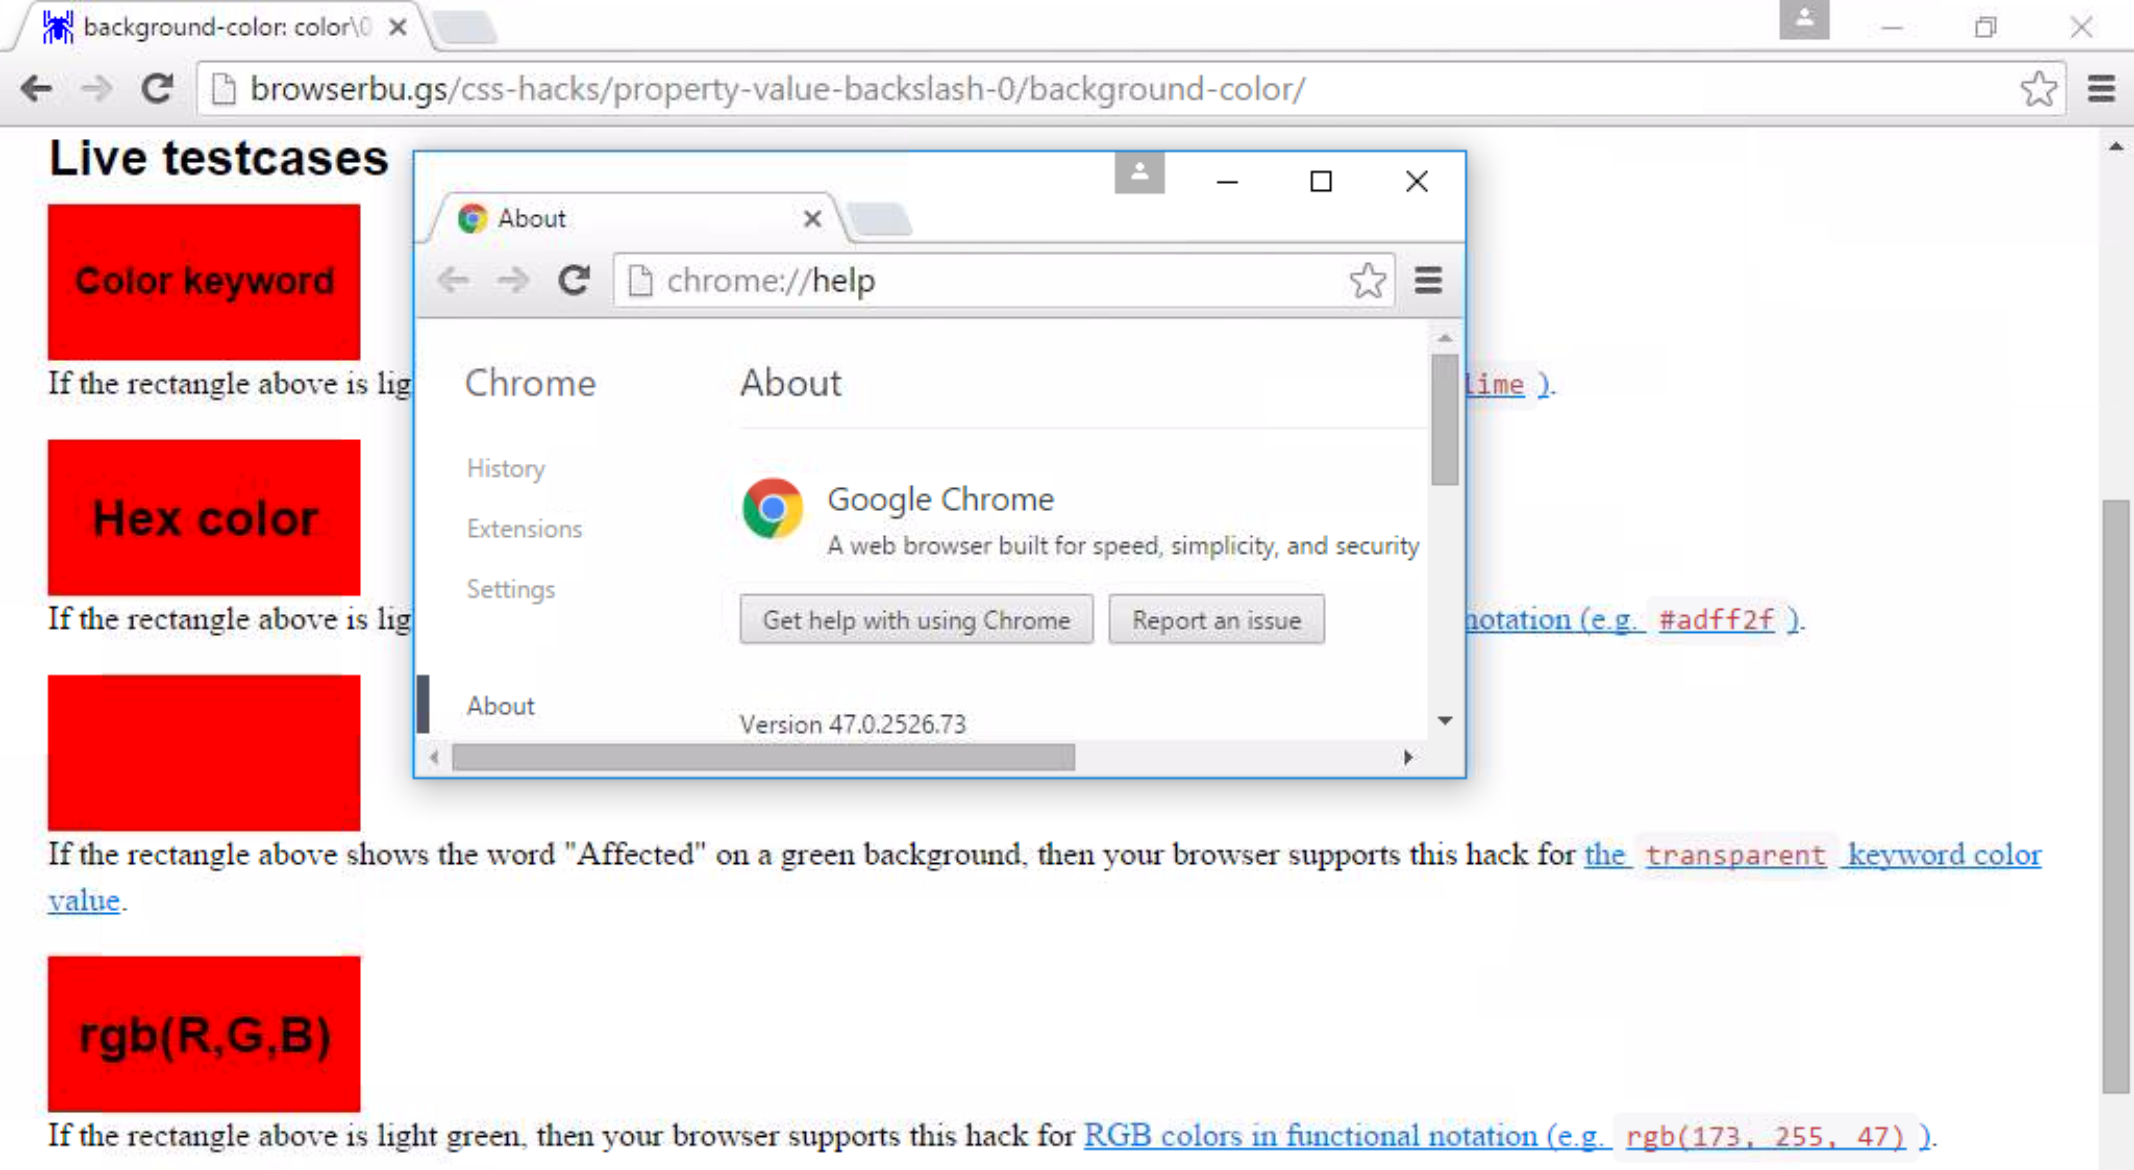 background-color: color\0
browserbu.gs/css-hacks/property-value-backslash-0/background-color/
Live testcases
Color keyword
If the rectangle above is lig
lime ).
Hex color
If the rectangle above is lig
notation (e.g. #adff2f ).
About
chrome://help
Chrome
About
History
Extensions
Settings
About
Google Chrome
A web browser built for speed, simplicity, and security
Get help with using Chrome
Report an issue
Version 47.0.2526.73
If the rectangle above shows the word "Affected" on a green background, then your browser supports this hack for the transparent keyword color
value.
rgb(R,G,B)
If the rectangle above is light green, then your browser supports this hack for RGB colors in functional notation (e.g. rgb(173, 255, 47) ).